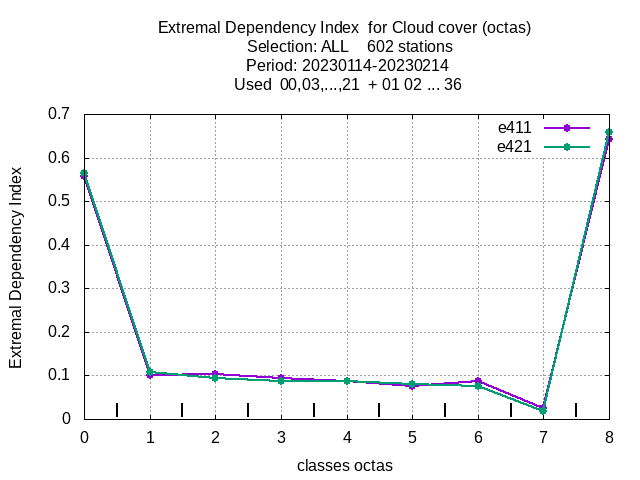 Extremal Dependency Index  for Cloud cover (octas)
Selection: ALL    602 stations
Period: 20230114-20230214
Used  00,03,...,21  + 01 02 ... 36
e411
e421
Extremal Dependency Index
0.7
0.6
0.5
0.4
0.3
0.2
0.1
0
0 1 2 3 4 5 6 7 8
classes octas